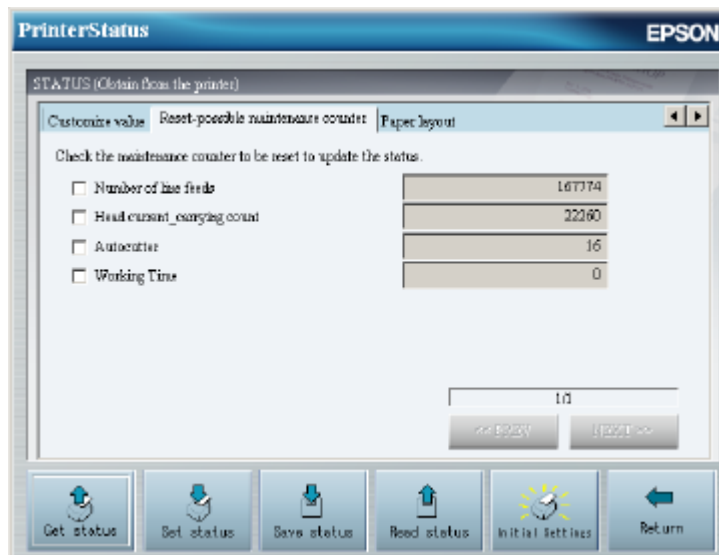 PrinterStatus
EPSON
STATUS (Obtain from the printer)
Customize value Reset-possible maintenance counter Paper layout
Check the maintenance counter to be reset to update the status.
Number of line feeds 167774
Head current_carrying count 22260
Autocutter 16
Working Time 0
1/1
<< PREV NEXT >>
Get status Set status Save status Read status Initial Settings Return